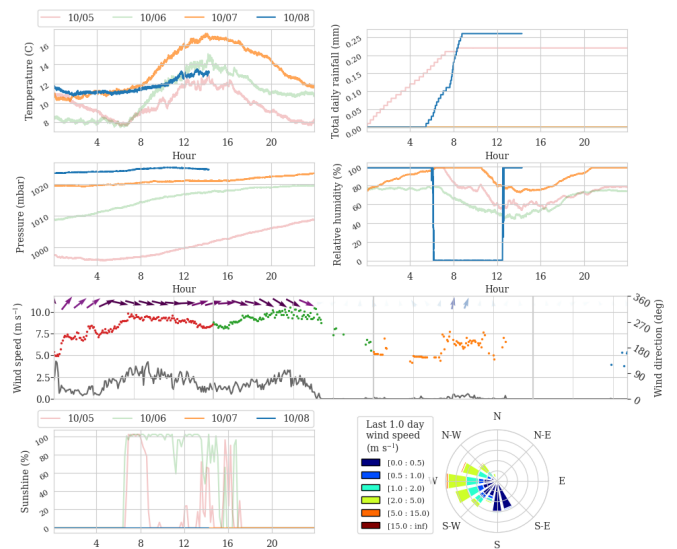 10/05 10/06 10/07 10/08
Temperature (C)
16
14
12
10
8
4 8 12 16 20
Hour
Total daily rainfall (mm)
0.25
0.20
0.15
0.10
0.05
0.00
4 8 12 16 20
Hour
Pressure (mbar)
1020
1010
1000
4 8 12 16 20
Hour
Relative humidity (%)
100
80
60
40
20
0
4 8 12 16 20
Hour
Wind speed (m s⁻¹)
10.0
7.5
5.0
2.5
0.0
360
270
180
90
0
Wind direction (deg)
10/05 10/06 10/07 10/08
Sunshine (%)
100
80
60
40
20
0
4 8 12 16 20
Last 1.0 day
wind speed
(m s⁻¹)
[0.0 : 0.5)
[0.5 : 1.0)
[1.0 : 2.0)
[2.0 : 5.0)
[5.0 : 15.0)
[15.0 : inf)
N
N-W N-E
W E
S-W S-E
S